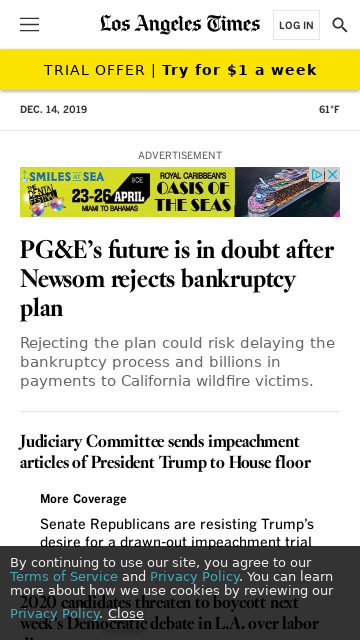 Los Angeles Times
LOG IN
TRIAL OFFER | Try for $1 a week
DEC. 14, 2019
61°F
ADVERTISEMENT
SMILES AT SEA
THE DENTAL FESTIVAL
9CE
23-26 APRIL
MIAMI TO BAHAMAS
ROYAL CARIBBEAN'S
OASIS OF
THE SEAS
PG&E’s future is in doubt after
Newsom rejects bankruptcy
plan
Rejecting the plan could risk delaying the
bankruptcy process and billions in
payments to California wildfire victims.
Judiciary Committee sends impeachment
articles of President Trump to House floor
More Coverage
Senate Republicans are resisting Trump’s
desire for a drawn-out impeachment trial
By continuing to use our site, you agree to our
Terms of Service and Privacy Policy. You can learn
more about how we use cookies by reviewing our
Privacy Policy. Close
2020 candidates threaten to boycott next
week’s Democratic debate in L.A. over labor